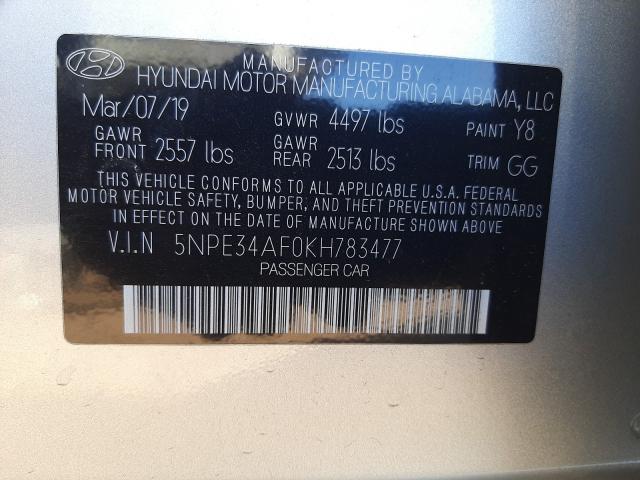 MANUFACTURED BY
HYUNDAI MOTOR MANUFACTURING ALABAMA, LLC
Mar/07/19 GVWR 4497 lbs PAINT Y8
GAWR FRONT 2557 lbs GAWR REAR 2513 lbs TRIM GG
THIS VEHICLE CONFORMS TO ALL APPLICABLE U.S.A. FEDERAL
MOTOR VEHICLE SAFETY, BUMPER, AND THEFT PREVENTION STANDARDS
IN EFFECT ON THE DATE OF MANUFACTURE SHOWN ABOVE
V.I.N 5NPE34AF0KH783477
PASSENGER CAR